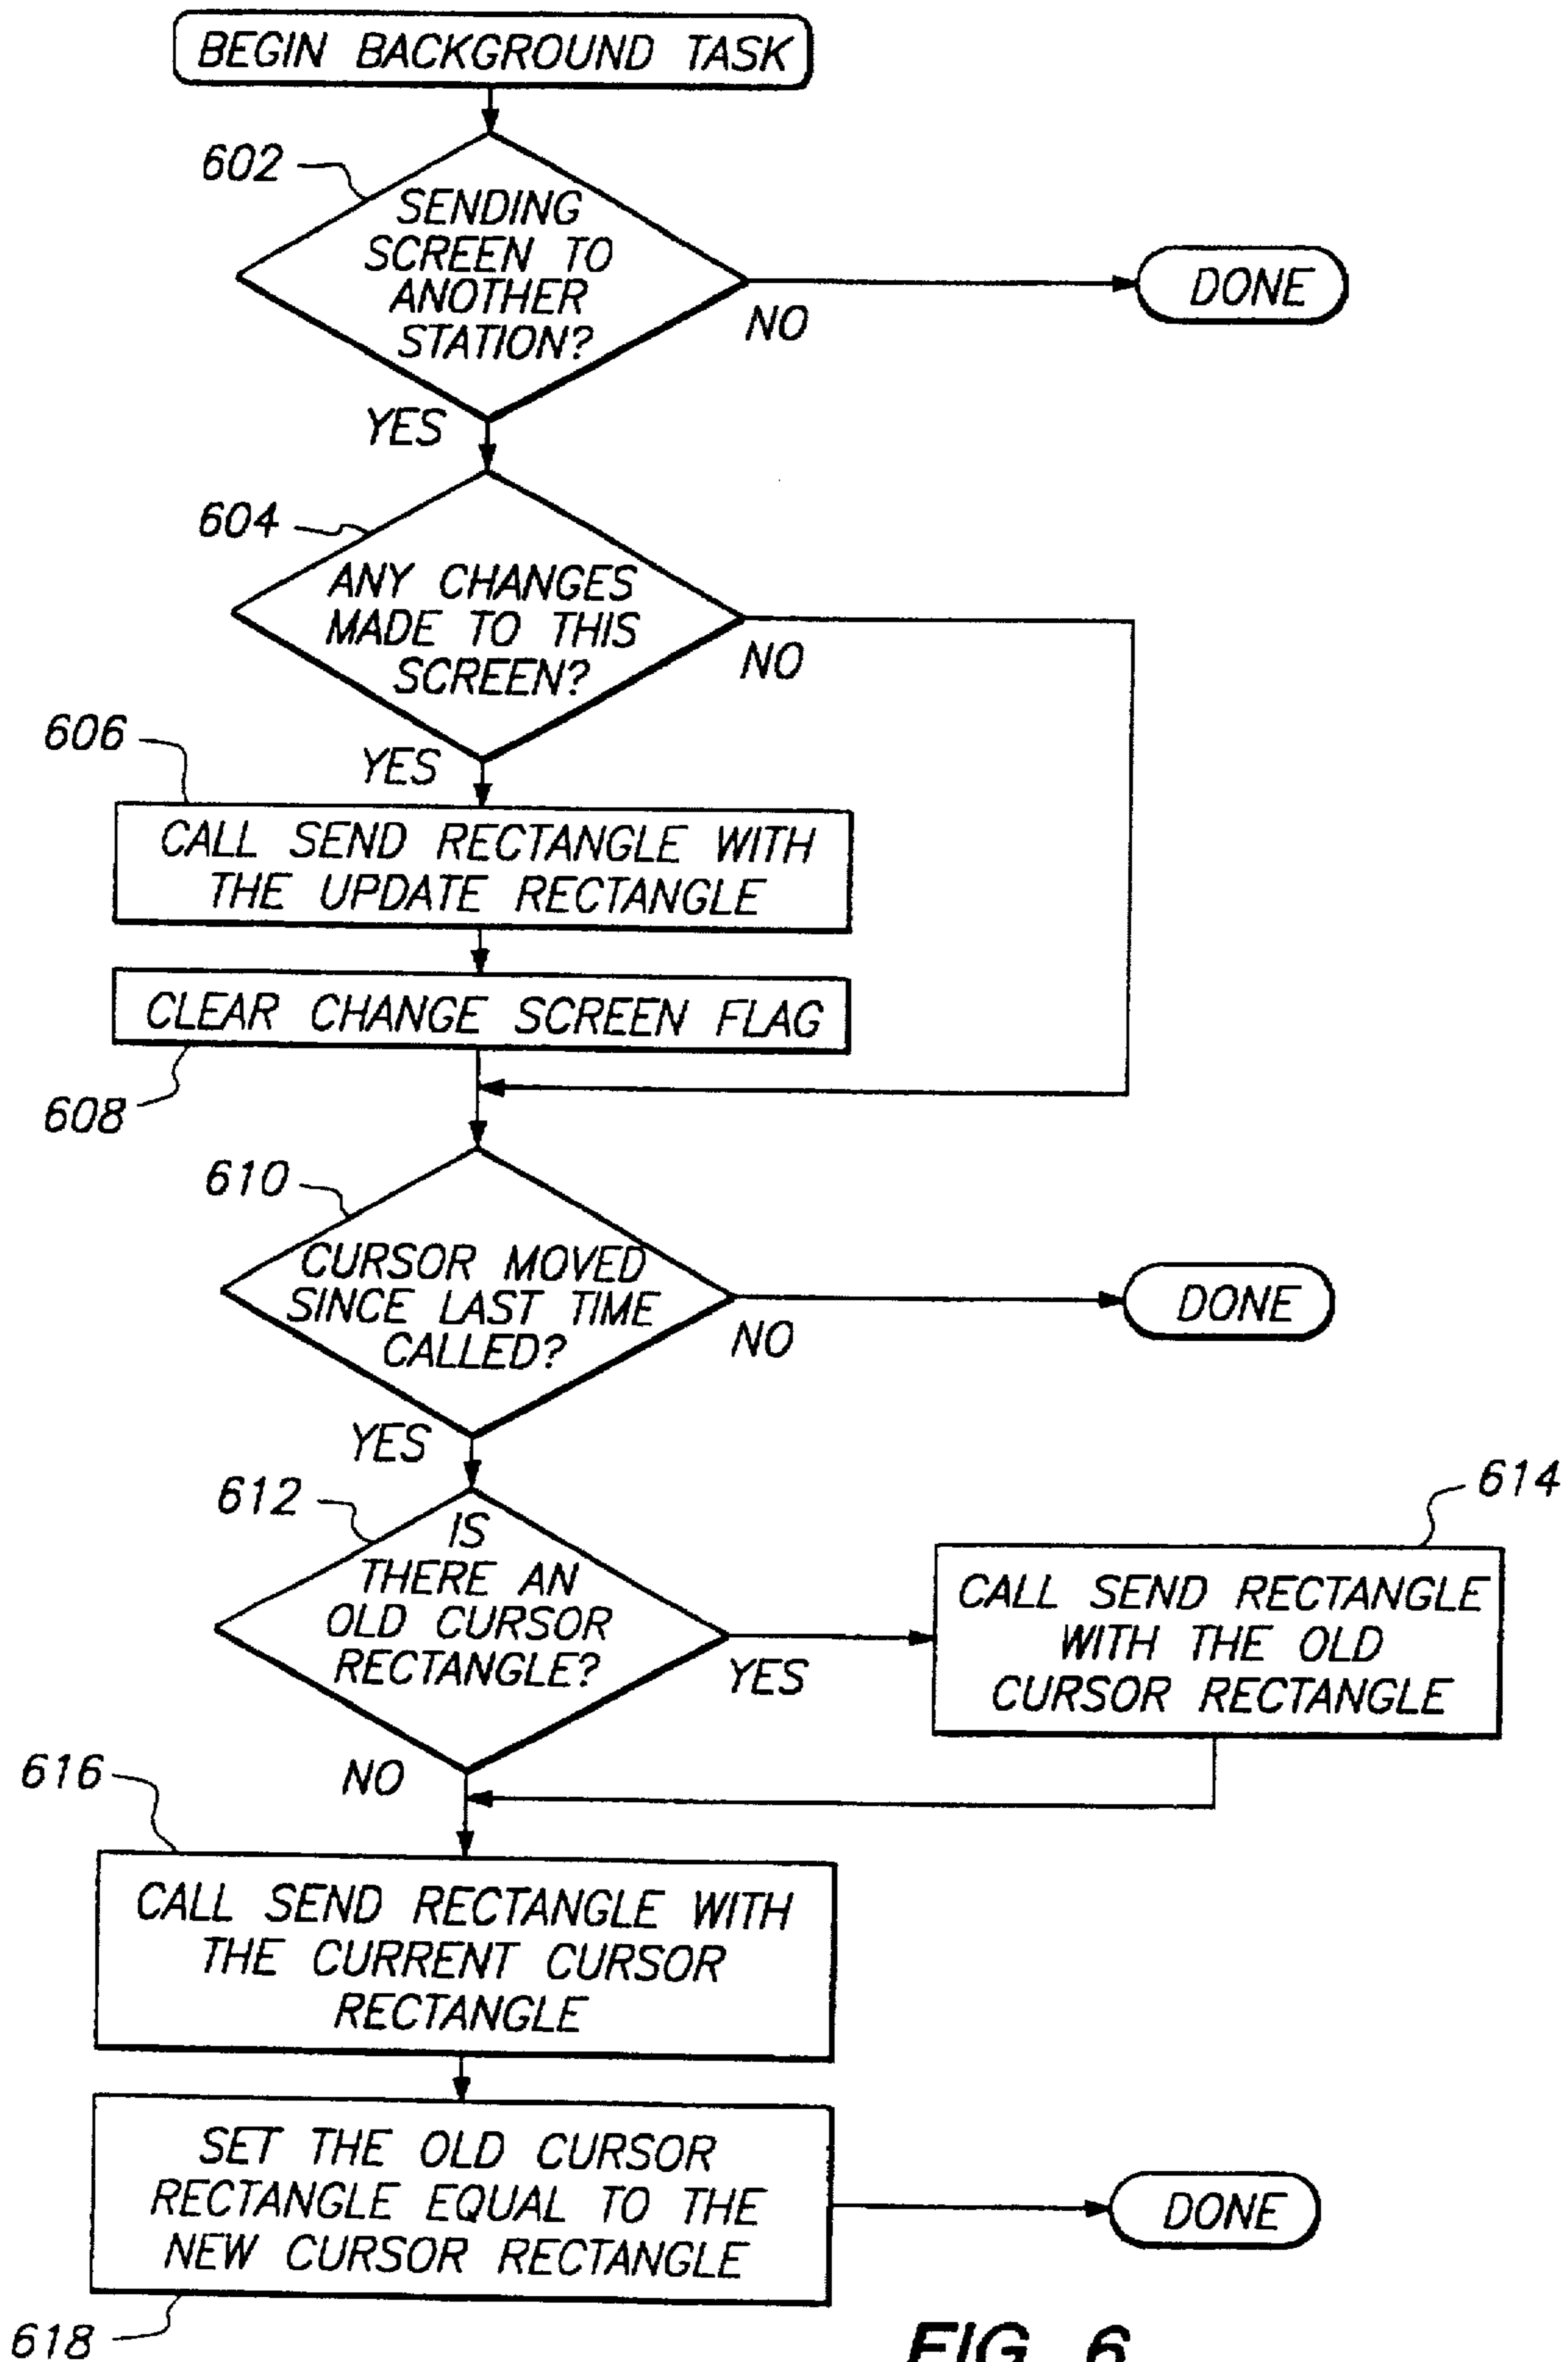 BEGIN BACKGROUND TASK
602
SENDING
SCREEN TO
ANOTHER
STATION?
NO
DONE
YES
604
ANY CHANGES
MADE TO THIS
SCREEN?
NO
YES
606
CALL SEND RECTANGLE WITH
THE UPDATE RECTANGLE
CLEAR CHANGE SCREEN FLAG
608
610
CURSOR MOVED
SINCE LAST TIME
CALLED?
NO
DONE
YES
612
IS
THERE AN
OLD CURSOR
RECTANGLE?
YES
614
CALL SEND RECTANGLE
WITH THE OLD
CURSOR RECTANGLE
NO
616
CALL SEND RECTANGLE WITH
THE CURRENT CURSOR
RECTANGLE
SET THE OLD CURSOR
RECTANGLE EQUAL TO THE
NEW CURSOR RECTANGLE
DONE
618
FIG. 6